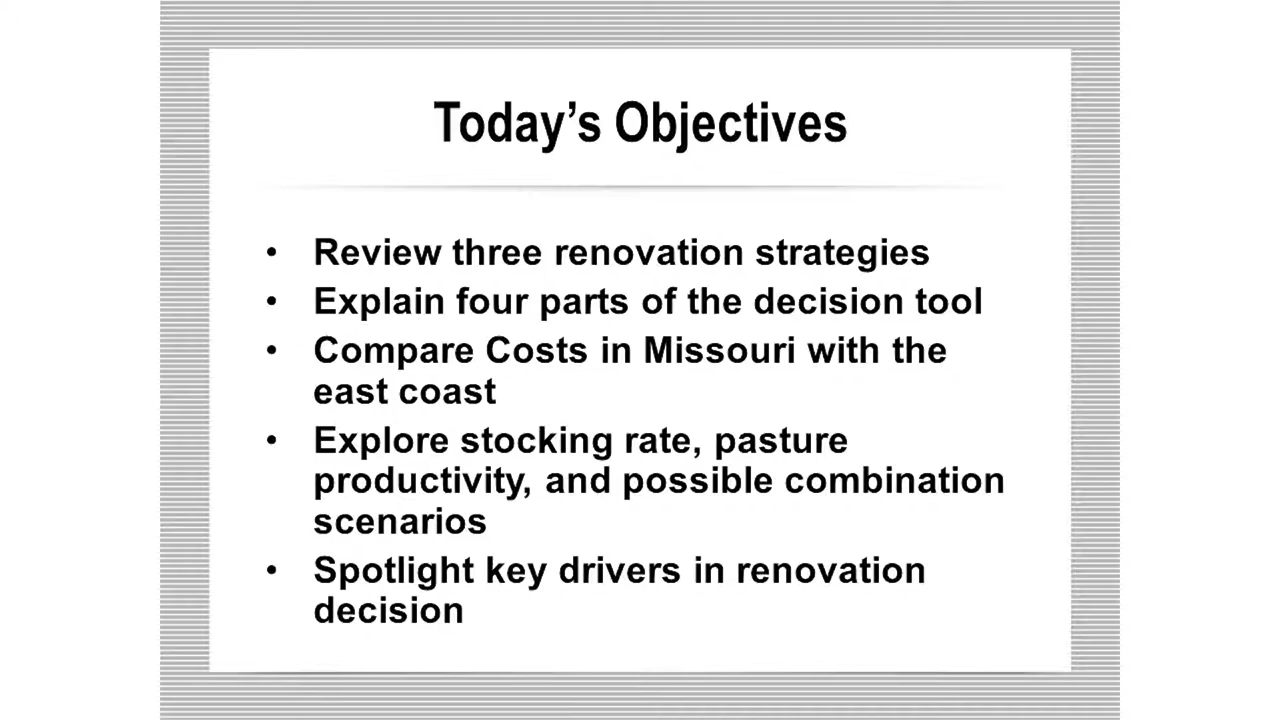 Today’s Objectives
• Review three renovation strategies
• Explain four parts of the decision tool
• Compare Costs in Missouri with the
east coast
• Explore stocking rate, pasture
productivity, and possible combination
scenarios
• Spotlight key drivers in renovation
decision